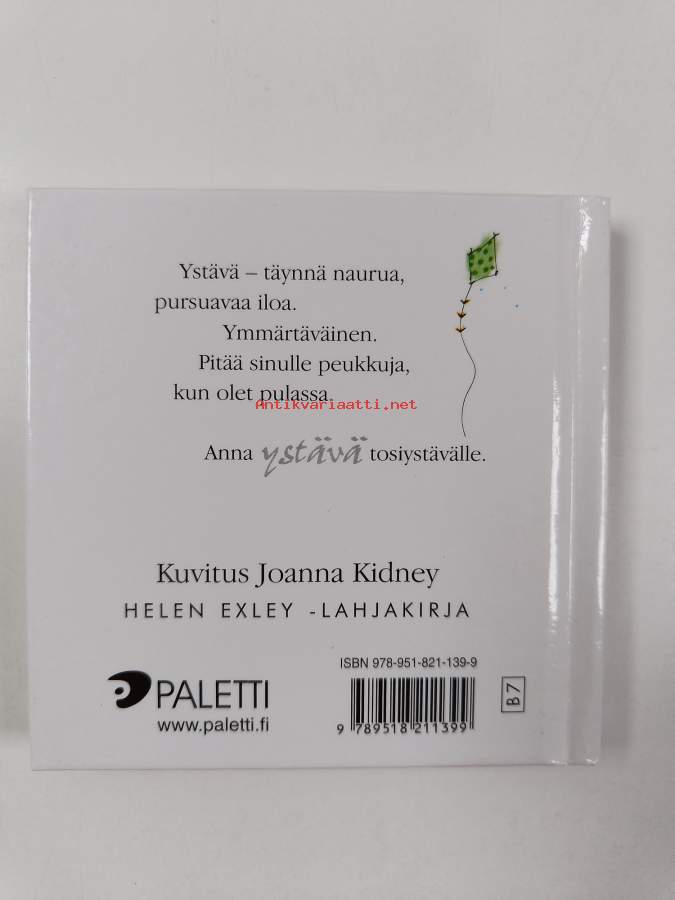 Ystävä – täynnä naurua,
pursuavaa iloa.
Ymmärtäväinen.
Pitää sinulle peukkuja,
kun olet pulassa.
Antikvariaatti.net
Anna ystävä tosiystävälle.
Kuvitus Joanna Kidney
HELEN EXLEY -LAHJAKIRJA
ISBN 978-951-821-139-9
PALETTI
www.paletti.fi
9 789518 211399
B 7